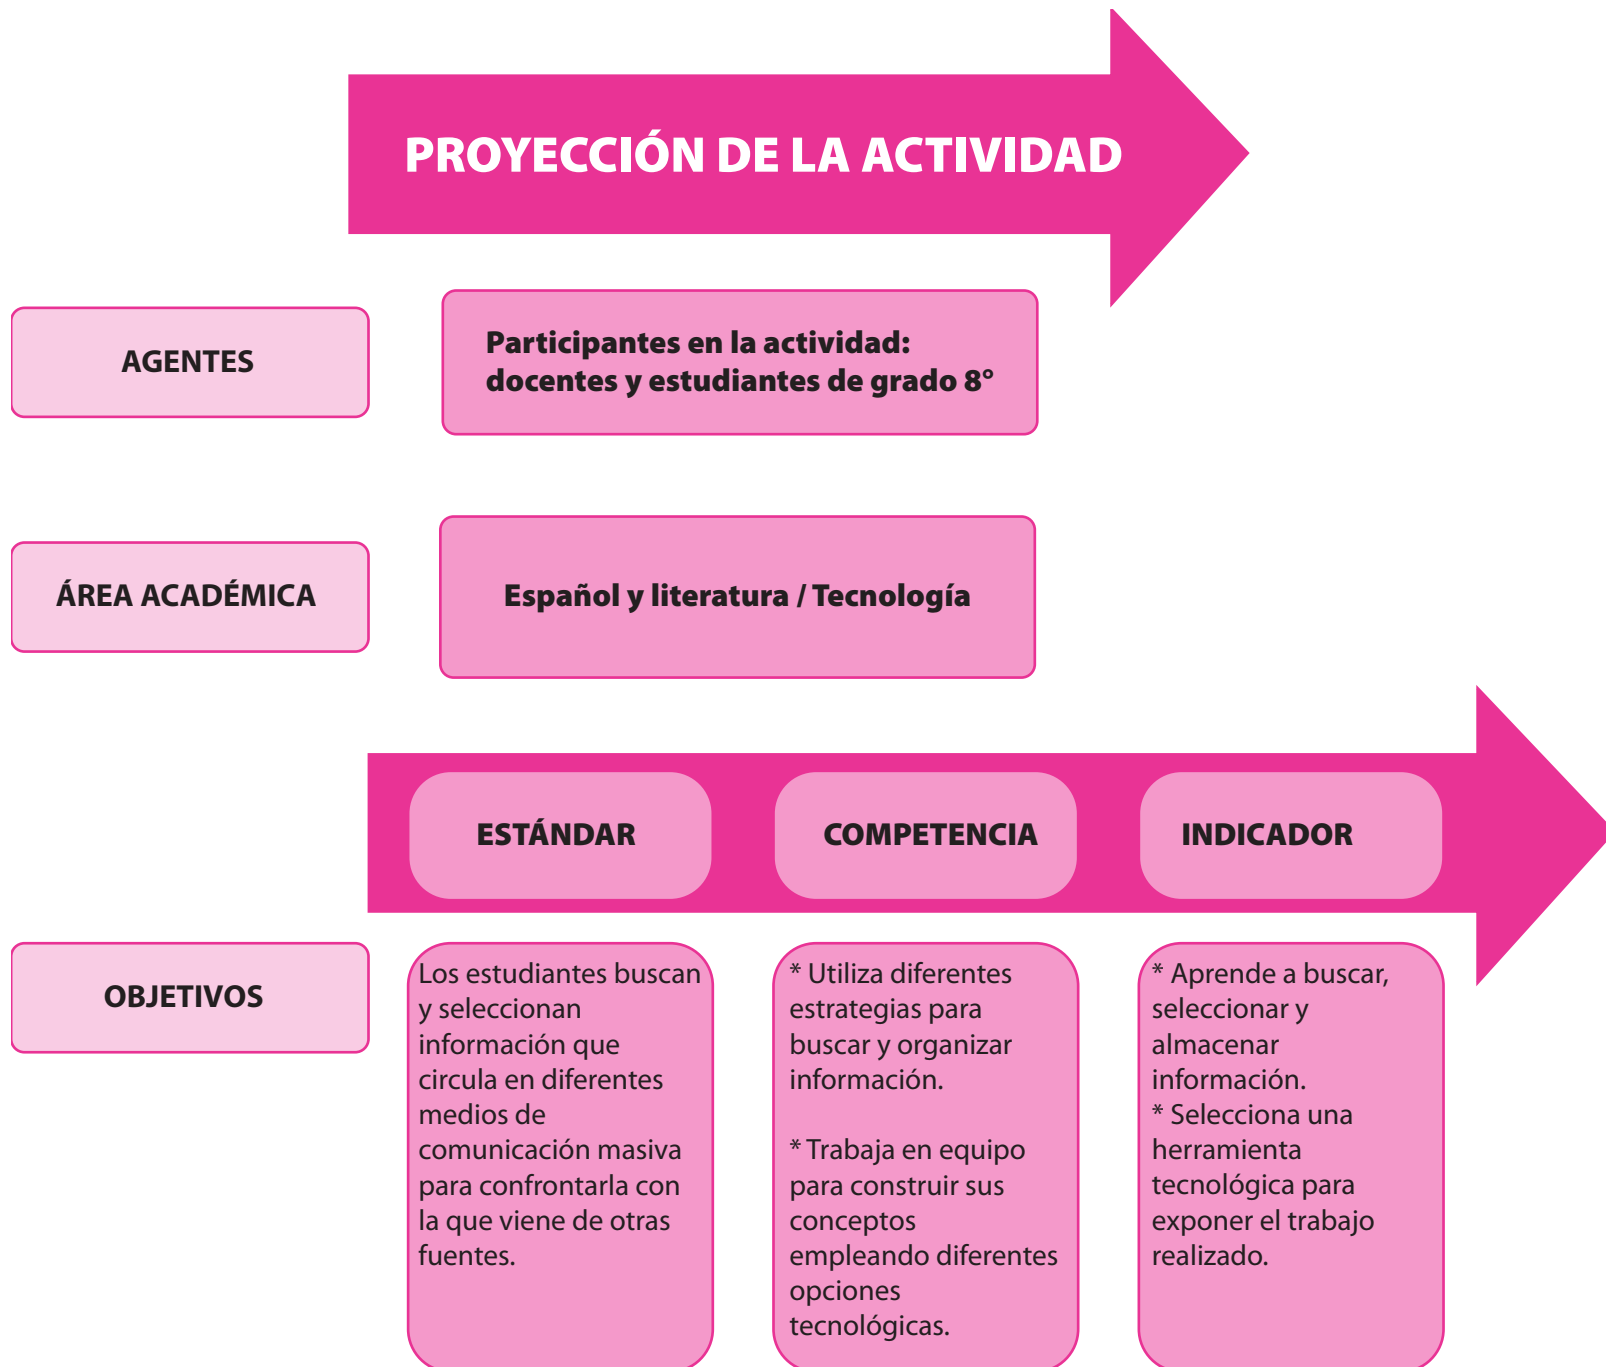 PROYECCIÓN DE LA ACTIVIDAD
AGENTES
Participantes en la actividad:
docentes y estudiantes de grado 8°
ÁREA ACADÉMICA
Español y literatura / Tecnología
ESTÁNDAR
COMPETENCIA
INDICADOR
OBJETIVOS
Los estudiantes buscan
y seleccionan
información que
circula en diferentes
medios de
comunicación masiva
para confrontarla con
la que viene de otras
fuentes.
* Utiliza diferentes
estrategias para
buscar y organizar
información.
* Trabaja en equipo
para construir sus
conceptos
empleando diferentes
opciones
tecnológicas.
* Aprende a buscar,
seleccionar y
almacenar
información.
* Selecciona una
herramienta
tecnológica para
exponer el trabajo
realizado.